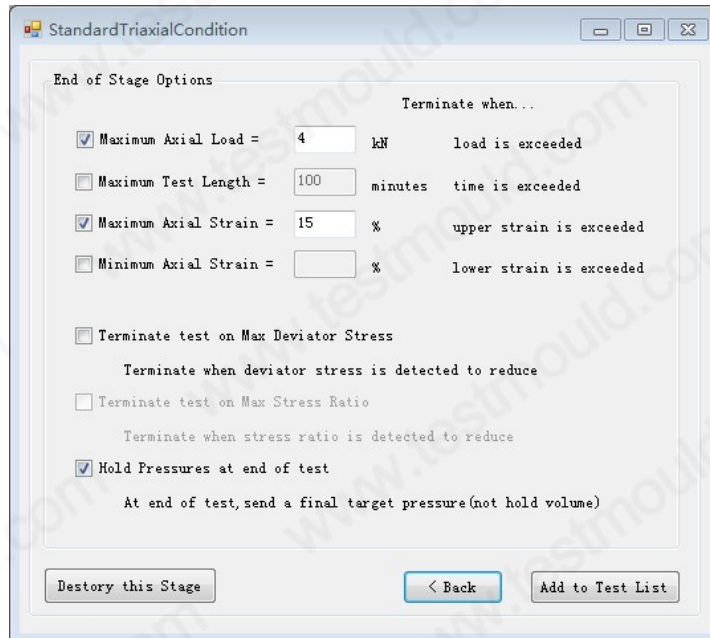 StandardTriaxialCondition
End of Stage Options
Terminate when...
Maximum Axial Load = 4 kN load is exceeded
Maximum Test Length = 100 minutes time is exceeded
Maximum Axial Strain = 15 % upper strain is exceeded
Minimum Axial Strain = % lower strain is exceeded
Terminate test on Max Deviator Stress
Terminate when deviator stress is detected to reduce
Terminate test on Max Stress Ratio
Terminate when stress ratio is detected to reduce
Hold Pressures at end of test
At end of test,send a final target pressure(not hold volume)
Destory this Stage < Back Add to Test List
www.testmould.com